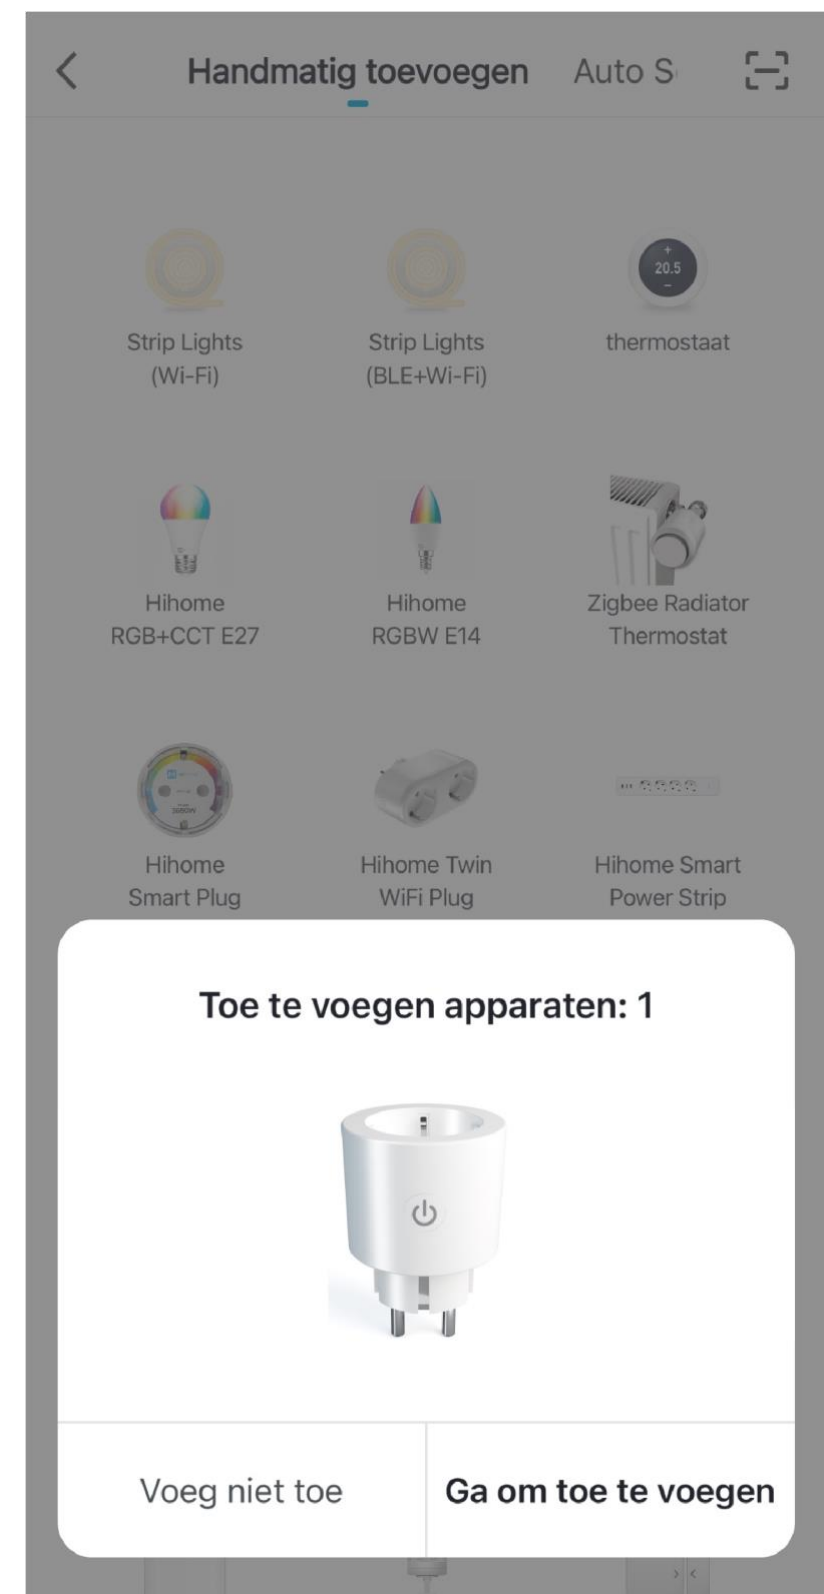 Handmatig toevoegen Auto S
Strip Lights
(Wi-Fi)
Strip Lights
(BLE+Wi-Fi)
+
20.5
−
thermostaat
Hihome
RGB+CCT E27
Hihome
RGBW E14
Zigbee Radiator
Thermostat
3680W
Hihome
Smart Plug
Hihome Twin
WiFi Plug
Hihome Smart
Power Strip
Toe te voegen apparaten: 1
Voeg niet toe
Ga om toe te voegen